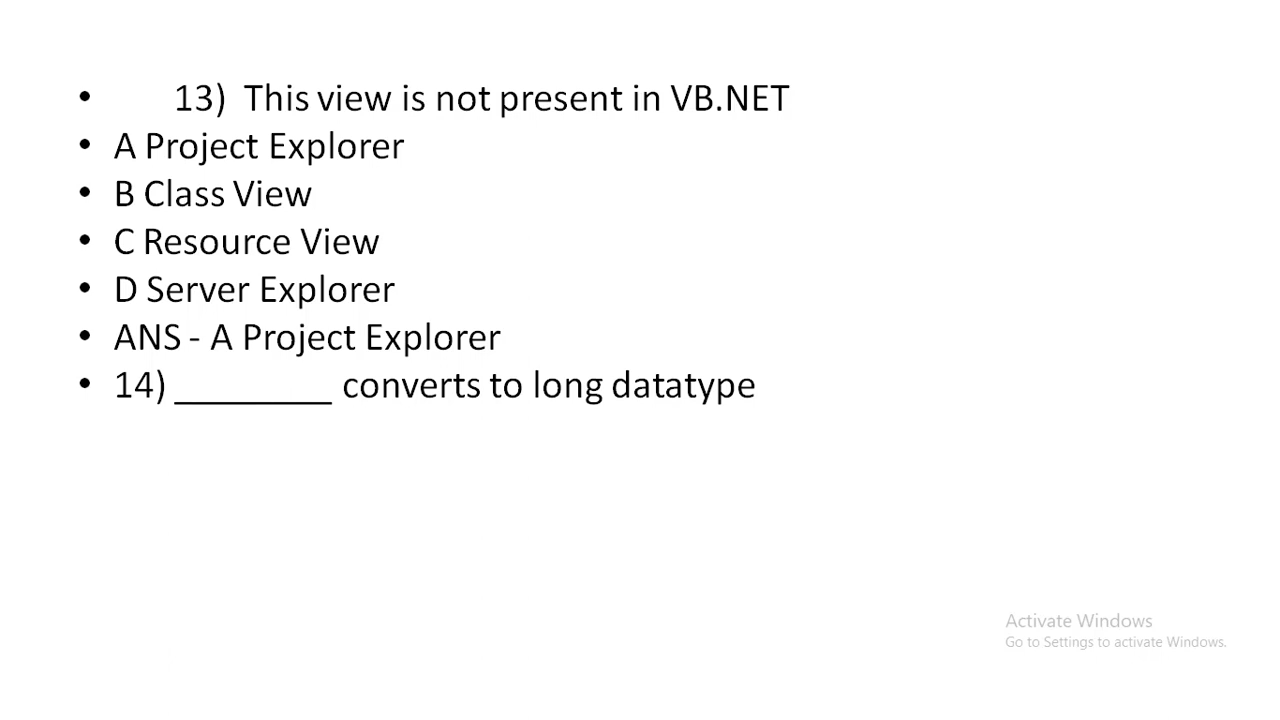 • 13) This view is not present in VB.NET
• A Project Explorer
• B Class View
• C Resource View
• D Server Explorer
• ANS - A Project Explorer
• 14) ________ converts to long datatype
Activate Windows
Go to Settings to activate Windows.